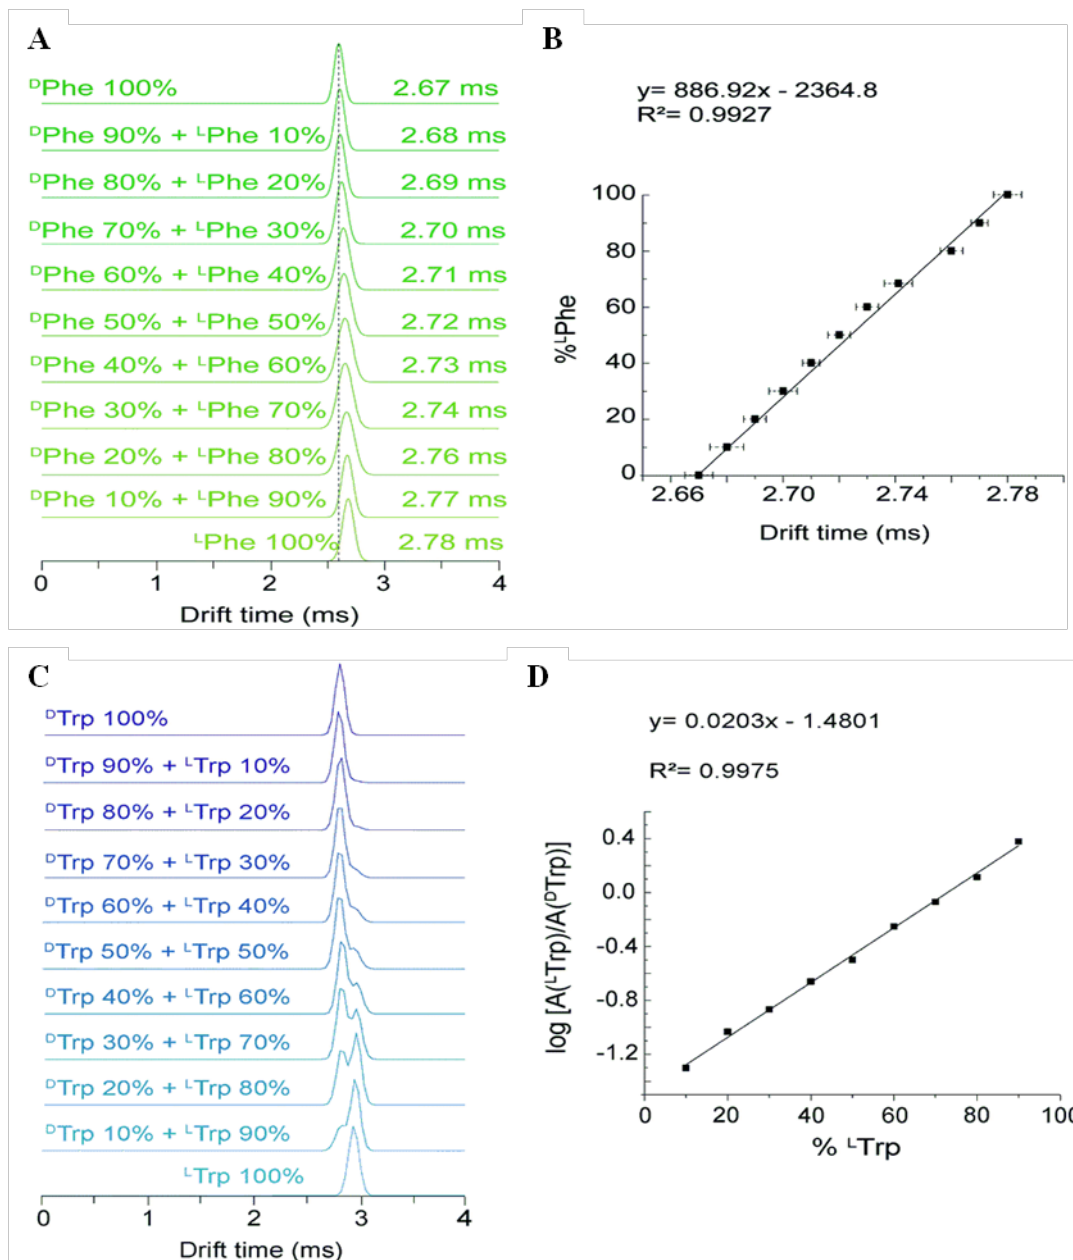 A
ᴰPhe 100% 2.67 ms
ᴰPhe 90% + ᴸPhe 10% 2.68 ms
ᴰPhe 80% + ᴸPhe 20% 2.69 ms
ᴰPhe 70% + ᴸPhe 30% 2.70 ms
ᴰPhe 60% + ᴸPhe 40% 2.71 ms
ᴰPhe 50% + ᴸPhe 50% 2.72 ms
ᴰPhe 40% + ᴸPhe 60% 2.73 ms
ᴰPhe 30% + ᴸPhe 70% 2.74 ms
ᴰPhe 20% + ᴸPhe 80% 2.76 ms
ᴰPhe 10% + ᴸPhe 90% 2.77 ms
ᴸPhe 100% 2.78 ms
0 1 2 3 4
Drift time (ms)
B
y= 886.92x - 2364.8
R²= 0.9927
%ᴸPhe
100
80
60
40
20
0
2.66 2.70 2.74 2.78
Drift time (ms)
C
ᴰTrp 100%
ᴰTrp 90% + ᴸTrp 10%
ᴰTrp 80% + ᴸTrp 20%
ᴰTrp 70% + ᴸTrp 30%
ᴰTrp 60% + ᴸTrp 40%
ᴰTrp 50% + ᴸTrp 50%
ᴰTrp 40% + ᴸTrp 60%
ᴰTrp 30% + ᴸTrp 70%
ᴰTrp 20% + ᴸTrp 80%
ᴰTrp 10% + ᴸTrp 90%
ᴸTrp 100%
0 1 2 3 4
Drift time (ms)
D
y= 0.0203x - 1.4801
R²= 0.9975
log [A(ᴸTrp)/A(ᴰTrp)]
0.4
0.0
-0.4
-0.8
-1.2
0 20 40 60 80 100
% ᴸTrp